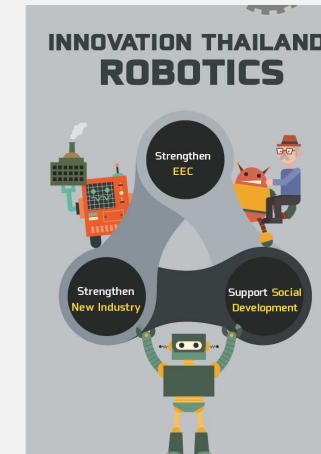 INNOVATION THAILAND
ROBOTICS
Strengthen
EEC
Strengthen
New Industry
Support Social
Development